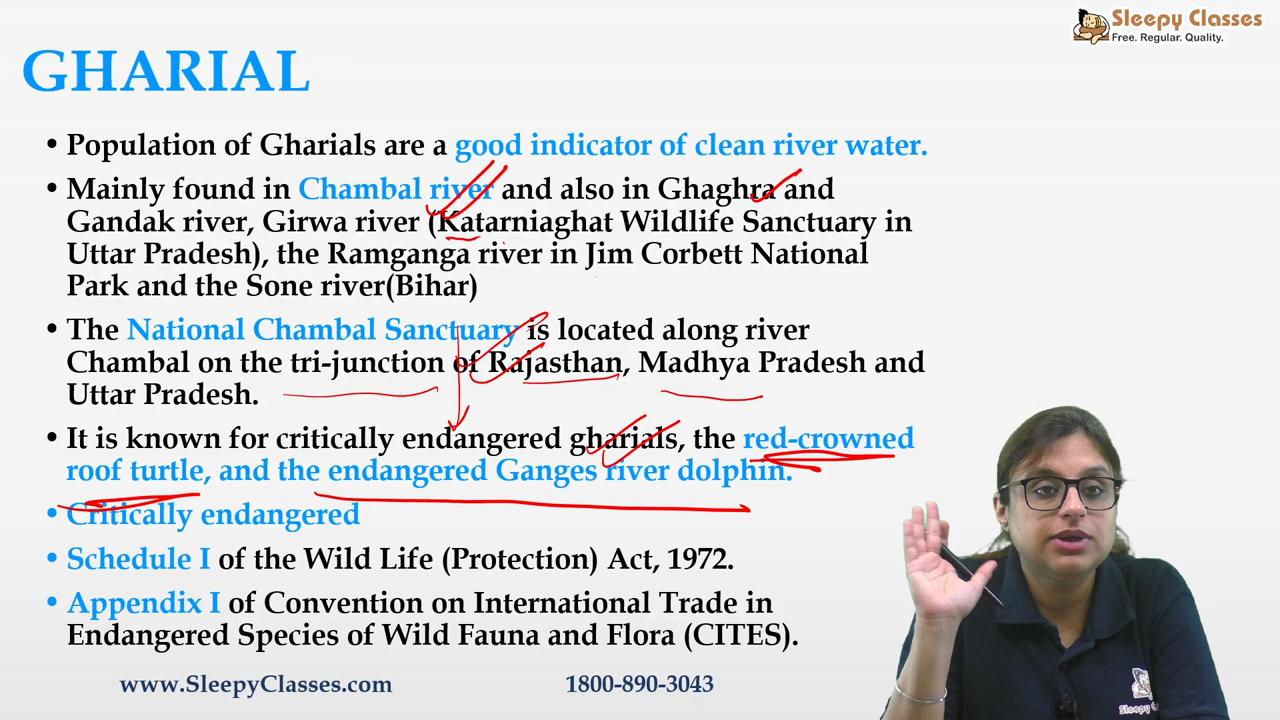 Sleepy Classes
Free. Regular. Quality.
GHARIAL
• Population of Gharials are a good indicator of clean river water.
• Mainly found in Chambal river and also in Ghaghra and
Gandak river, Girwa river (Katarniaghat Wildlife Sanctuary in
Uttar Pradesh), the Ramganga river in Jim Corbett National
Park and the Sone river(Bihar)
• The National Chambal Sanctuary is located along river
Chambal on the tri-junction of Rajasthan, Madhya Pradesh and
Uttar Pradesh.
• It is known for critically endangered gharials, the red-crowned
roof turtle, and the endangered Ganges river dolphin.
• Critically endangered
• Schedule I of the Wild Life (Protection) Act, 1972.
• Appendix I of Convention on International Trade in
Endangered Species of Wild Fauna and Flora (CITES).
www.SleepyClasses.com 1800-890-3043